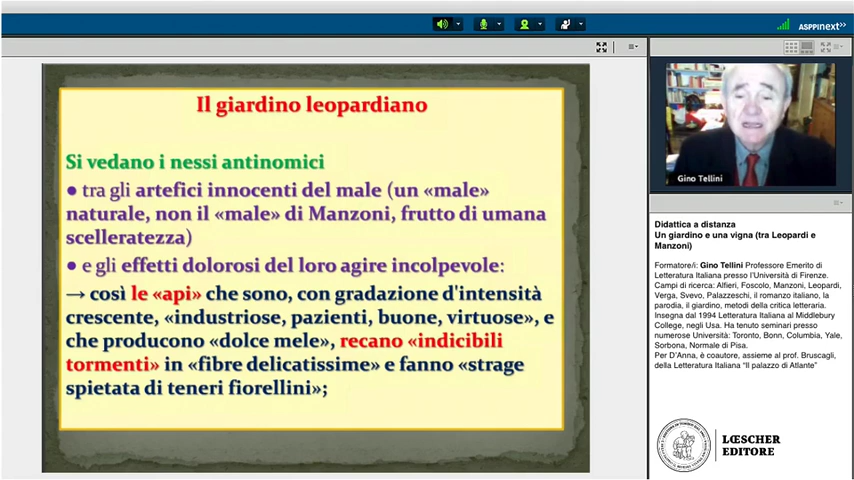 ASPPInext»
Il giardino leopardiano
Si vedano i nessi antinomici
● tra gli artefici innocenti del male (un «male»
naturale, non il «male» di Manzoni, frutto di umana
scelleratezza)
● e gli effetti dolorosi del loro agire incolpevole:
→ così le «api» che sono, con gradazione d'intensità
crescente, «industriose, pazienti, buone, virtuose», e
che producono «dolce mele», recano «indicibili
tormenti» in «fibre delicatissime» e fanno «strage
spietata di teneri fiorellini»;
Gino Tellini
Didattica a distanza
Un giardino e una vigna (tra Leopardi e
Manzoni)
Formatore/i: Gino Tellini Professore Emerito di
Letteratura Italiana presso l'Università di Firenze.
Campi di ricerca: Alfieri, Foscolo, Manzoni, Leopardi,
Verga, Svevo, Palazzeschi, il romanzo italiano, la
parodia, il giardino, metodi della critica letteraria.
Insegna dal 1994 Letteratura Italiana al Middlebury
College, negli Usa. Ha tenuto seminari presso
numerose Università: Toronto, Bonn, Columbia, Yale,
Sorbona, Normale di Pisa.
Per D'Anna, è coautore, assieme al prof. Bruscagli,
della Letteratura Italiana "Il palazzo di Atlante"
LŒSCHER
EDITORE